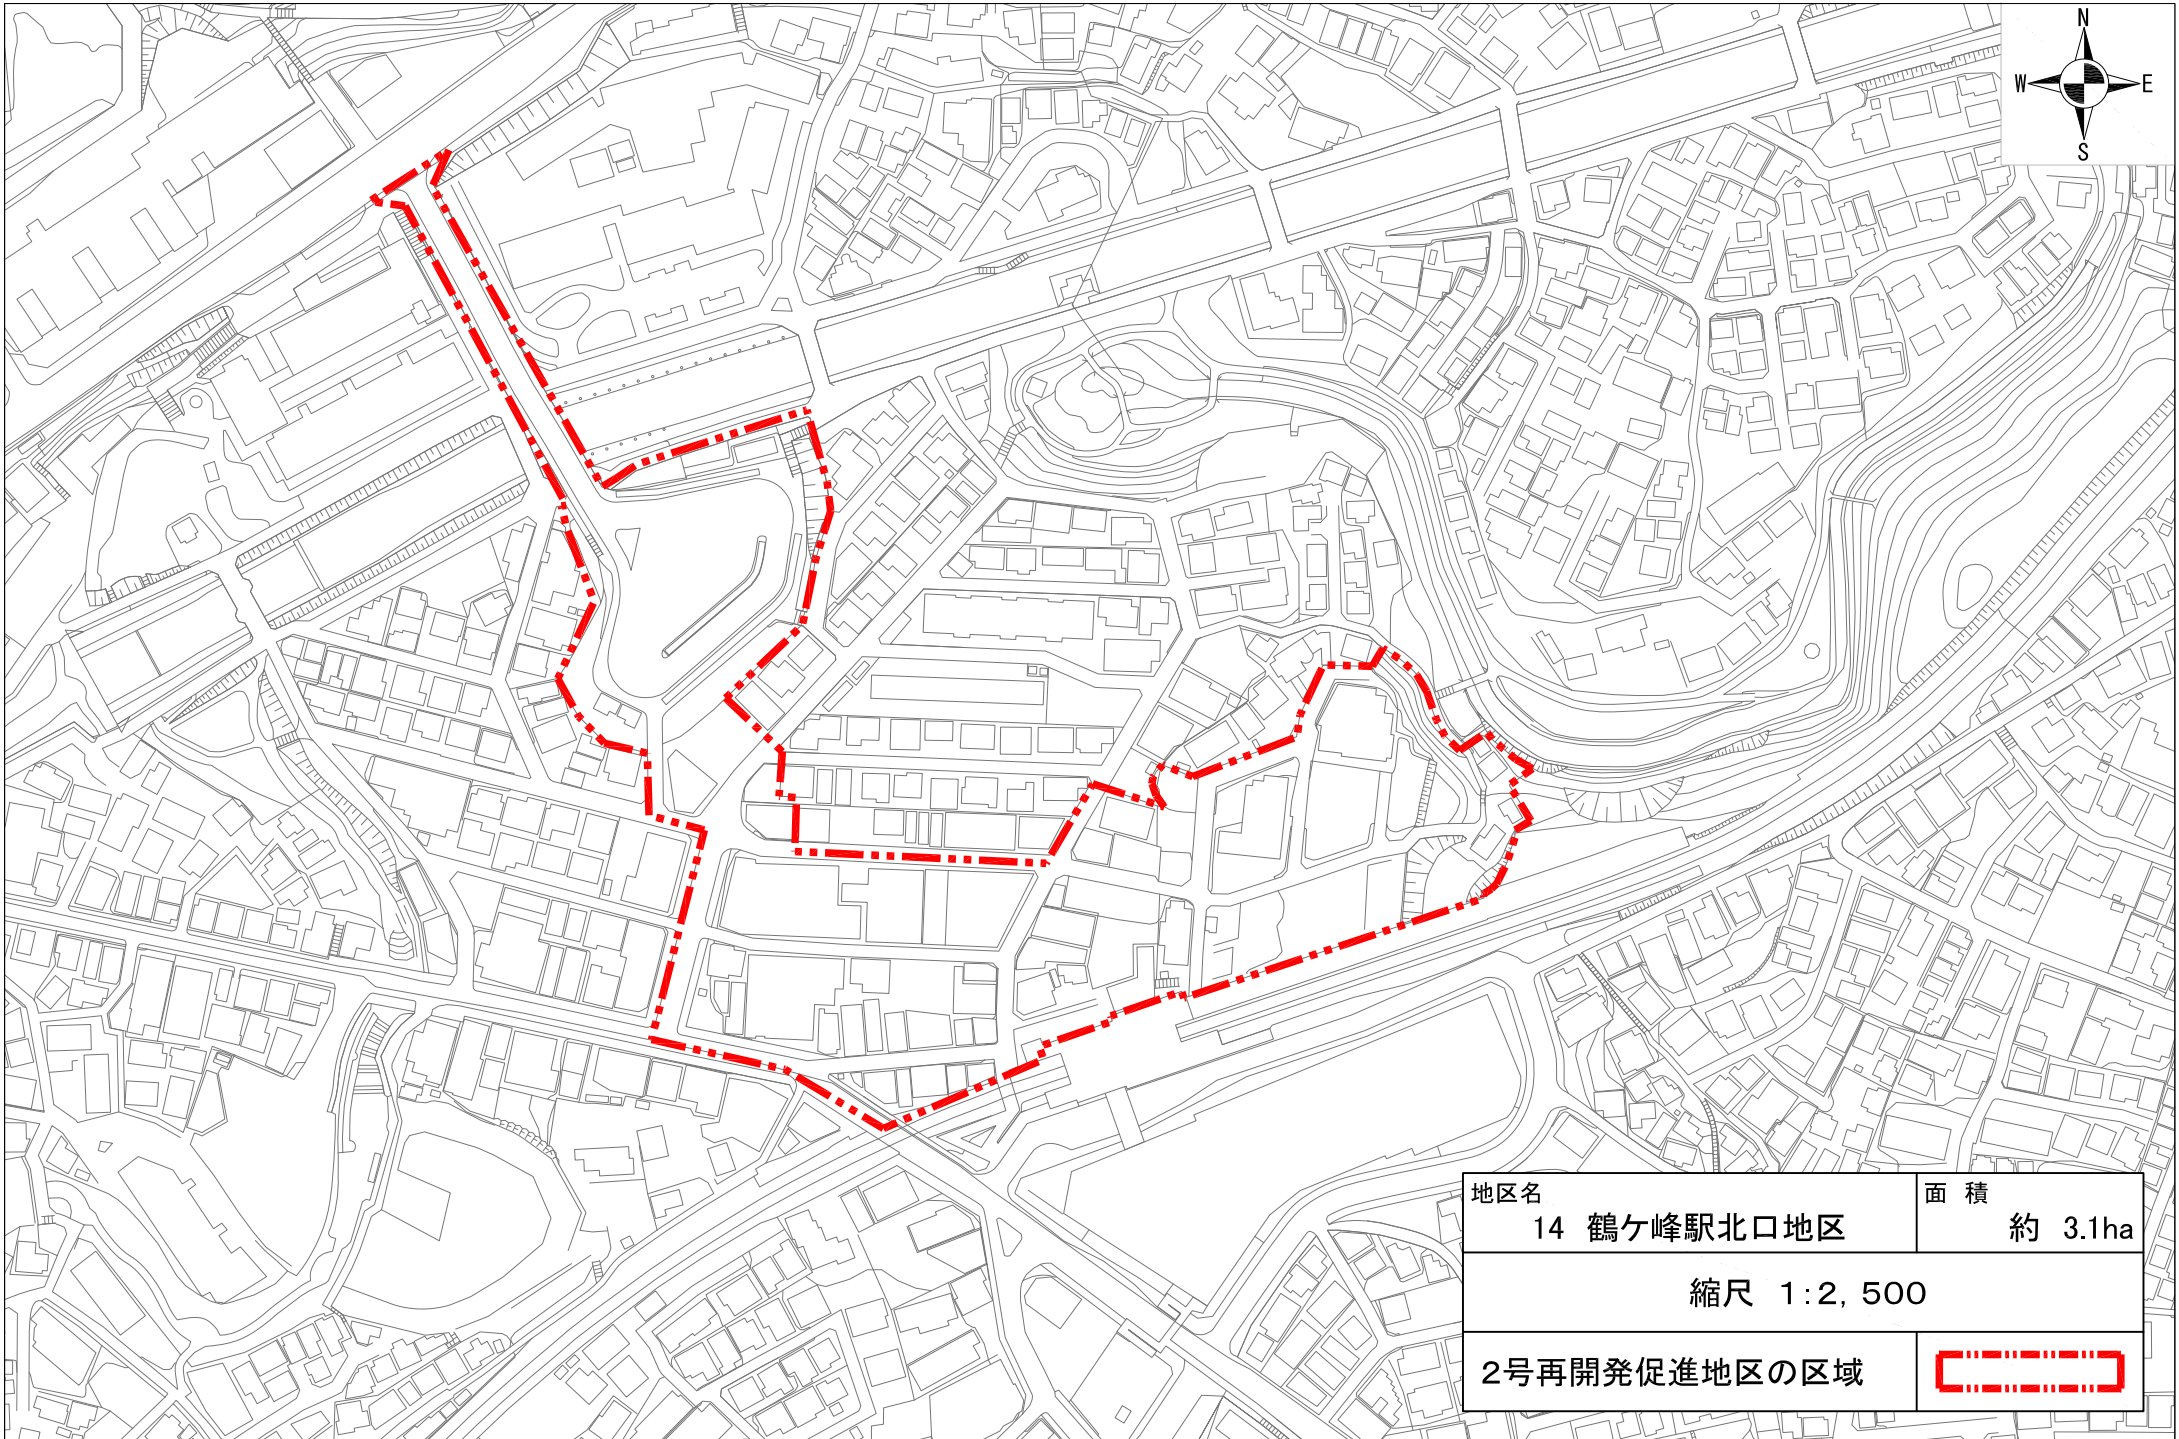 N
W E
S
地区名
14 鶴ケ峰駅北口地区
面 積
約 3.1ha
縮尺 1:2,500
2号再開発促進地区の区域